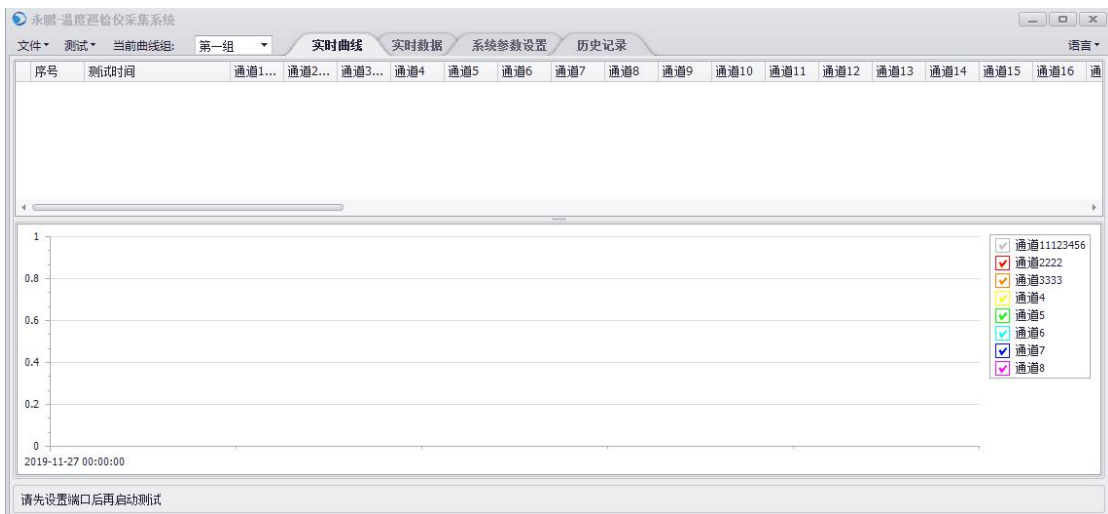 永鹏-温度巡检仪采集系统
文件 测试 当前曲线组: 第一组 实时曲线 实时数据 系统参数设置 历史记录 语言
序号 测试时间 通道1... 通道2... 通道3... 通道4 通道5 通道6 通道7 通道8 通道9 通道10 通道11 通道12 通道13 通道14 通道15 通道16 通
1
0.8
0.6
0.4
0.2
0
2019-11-27 00:00:00
通道11123456
通道2222
通道3333
通道4
通道5
通道6
通道7
通道8
请先设置端口后再启动测试